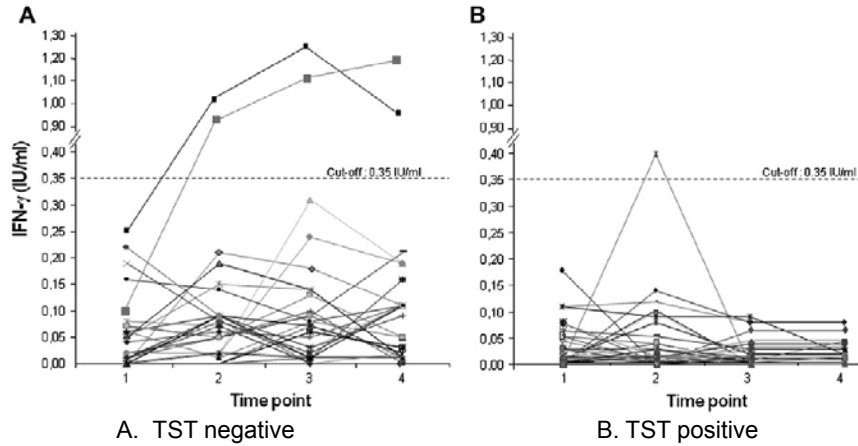 A
1,30
1,20
1,10
1,00
0,90
0,40
0,35
0,30
0,25
0,20
0,15
0,10
0,05
0,00
IFN-γ (IU/ml)
Cut-off : 0.35 IU/ml
1 2 3 4
Time point
B
1,30
1,20
1,10
1,00
0,90
0,40
0,35
0,30
0,25
0,20
0,15
0,10
0,05
0,00
Cut-off : 0.35 IU/ml
1 2 3 4
Time point
A. TST negative
B. TST positive